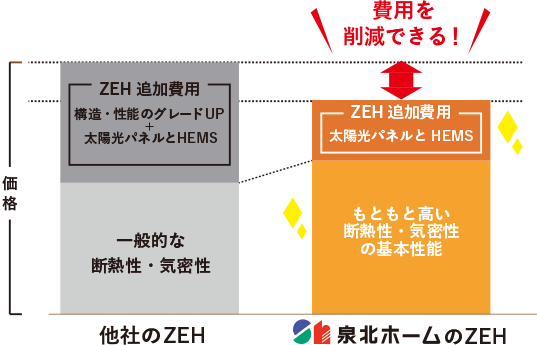 費用を
削減できる！
価格
ZEH 追加費用
構造・性能のグレードUP
+
太陽光パネルとHEMS
一般的な
断熱性・気密性
他社のZEH
ZEH 追加費用
太陽光パネルと HEMS
もともと高い
断熱性・気密性
の基本性能
泉北ホームのZEH